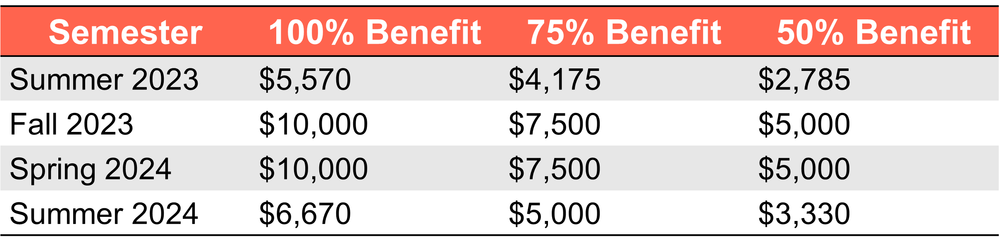 Semester 100% Benefit 75% Benefit 50% Benefit
Summer 2023 $5,570 $4,175 $2,785
Fall 2023 $10,000 $7,500 $5,000
Spring 2024 $10,000 $7,500 $5,000
Summer 2024 $6,670 $5,000 $3,330